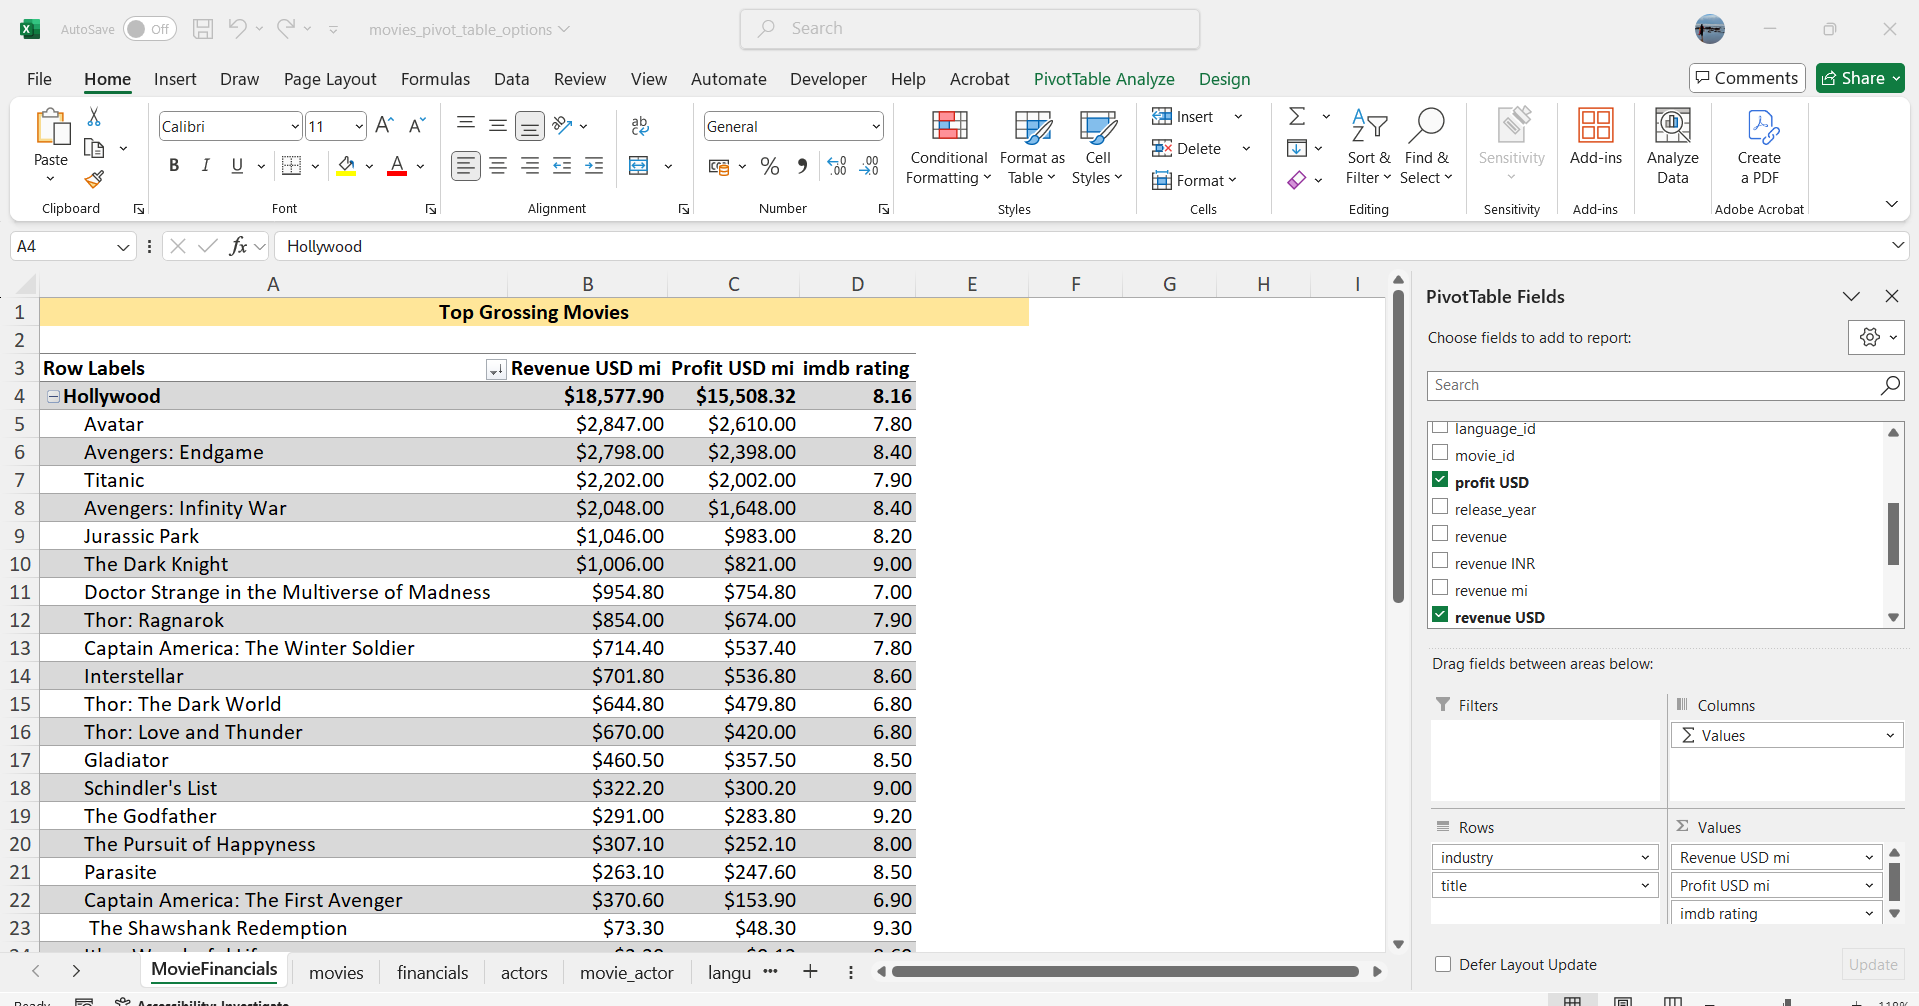 AutoSave Off movies_pivot_table_options Search
File Home Insert Draw Page Layout Formulas Data Review View Automate Developer Help Acrobat PivotTable Analyze Design Comments Share
Calibri 11 General Insert
Paste Conditional Formatting Format as Table Cell Styles Delete Sort & Filter Find & Select Sensitivity Add-ins Analyze Data Create a PDF
B I U Format
Clipboard Font Alignment Number Styles Cells Editing Sensitivity Add-ins Adobe Acrobat
A4 fx Hollywood
A B C D E F G H I
1 Top Grossing Movies
2
3 Row Labels Revenue USD mi Profit USD mi imdb rating
4 Hollywood $18,577.90 $15,508.32 8.16
5 Avatar $2,847.00 $2,610.00 7.80
6 Avengers: Endgame $2,798.00 $2,398.00 8.40
7 Titanic $2,202.00 $2,002.00 7.90
8 Avengers: Infinity War $2,048.00 $1,648.00 8.40
9 Jurassic Park $1,046.00 $983.00 8.20
10 The Dark Knight $1,006.00 $821.00 9.00
11 Doctor Strange in the Multiverse of Madness $954.80 $754.80 7.00
12 Thor: Ragnarok $854.00 $674.00 7.90
13 Captain America: The Winter Soldier $714.40 $537.40 7.80
14 Interstellar $701.80 $536.80 8.60
15 Thor: The Dark World $644.80 $479.80 6.80
16 Thor: Love and Thunder $670.00 $420.00 6.80
17 Gladiator $460.50 $357.50 8.50
18 Schindler's List $322.20 $300.20 9.00
19 The Godfather $291.00 $283.80 9.20
20 The Pursuit of Happyness $307.10 $252.10 8.00
21 Parasite $263.10 $247.60 8.50
22 Captain America: The First Avenger $370.60 $153.90 6.90
23 The Shawshank Redemption $73.30 $48.30 9.30
MovieFinancials movies financials actors movie_actor langu
Accessibility: Investigate
PivotTable Fields
Choose fields to add to report:
Search
language_id
movie_id
profit USD
release_year
revenue
revenue INR
revenue mi
revenue USD
Drag fields between areas below:
Filters Columns
Σ Values
Rows Σ Values
industry Revenue USD mi
title Profit USD mi
imdb rating
Defer Layout Update Update